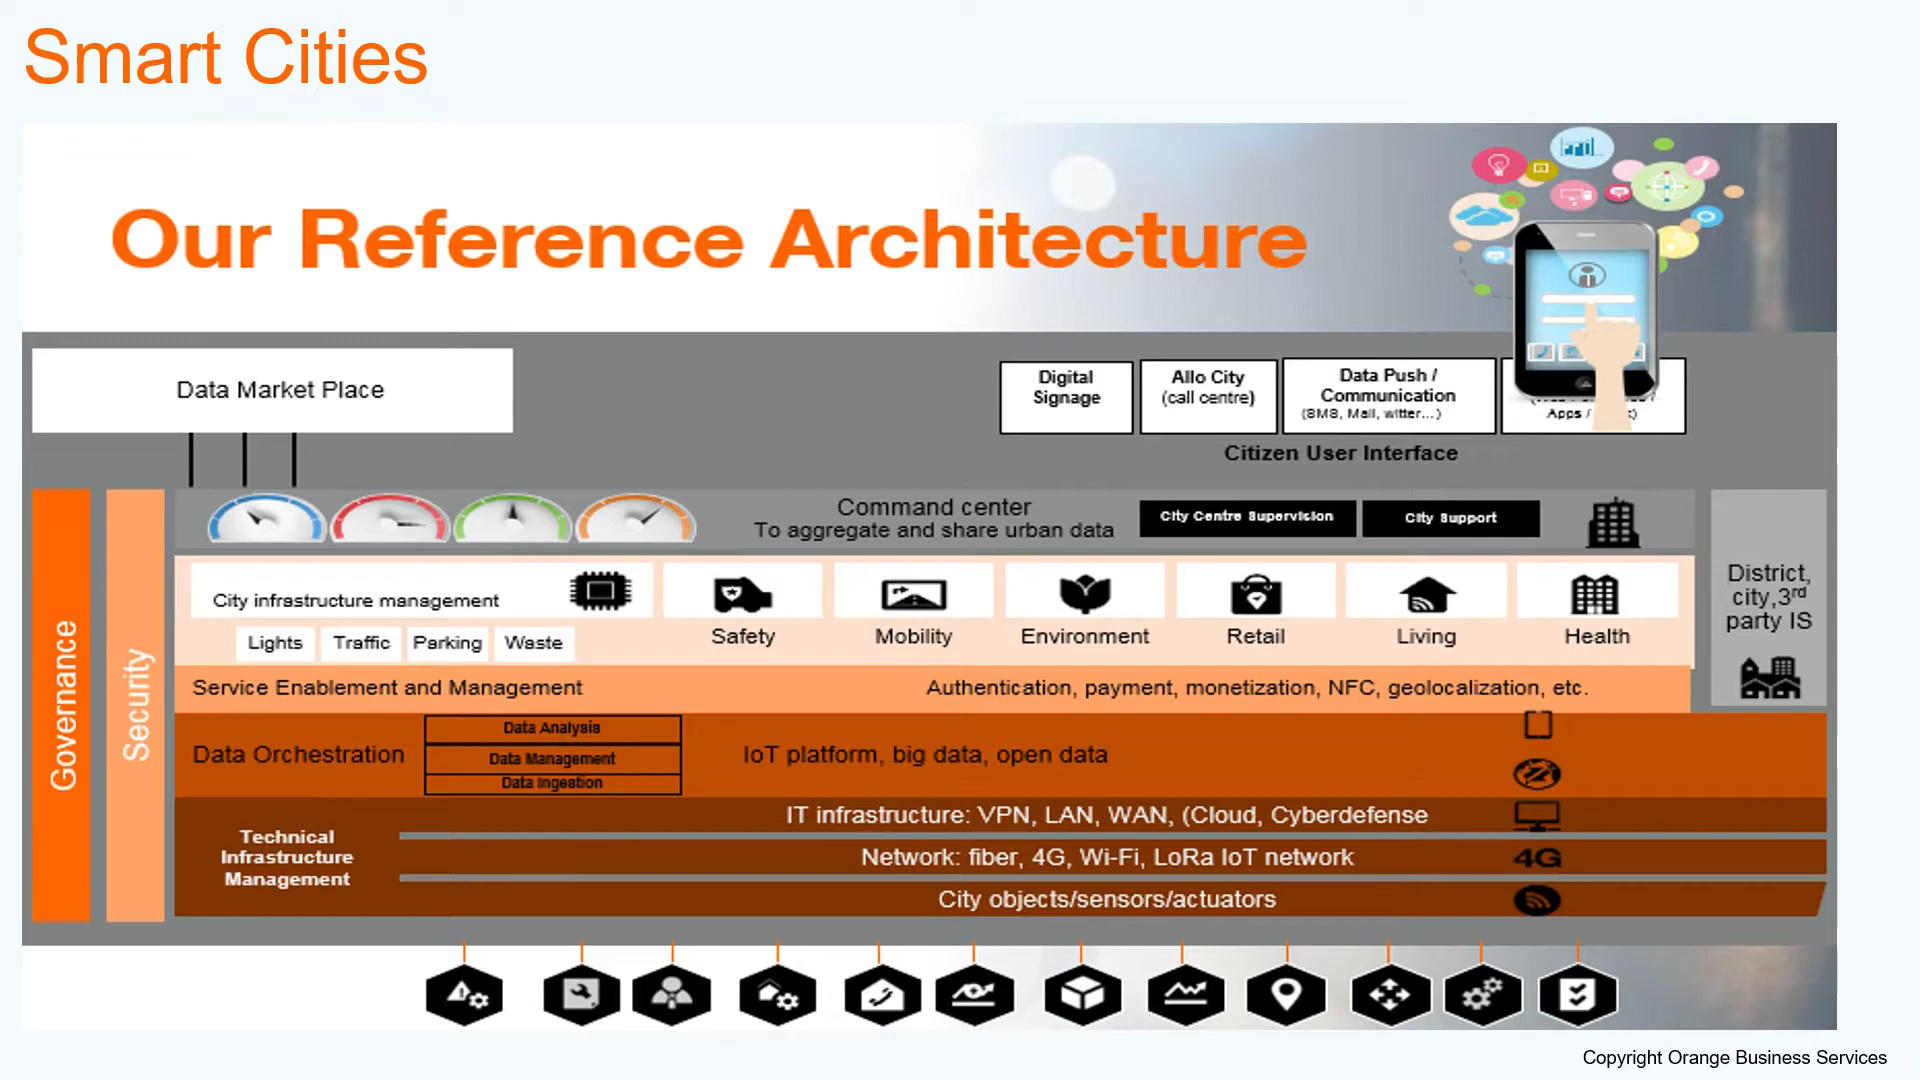 Smart Cities
Our Reference Architecture
Data Market Place
Digital
Signage
Allo City
(call centre)
Data Push /
Communication
(SMS, Mail, witter...)
Apps /
Citizen User Interface
Command center
To aggregate and share urban data
City Centre Supervision
City Support
Governance
Security
City infrastructure management
Lights
Traffic
Parking
Waste
Safety
Mobility
Environment
Retail
Living
Health
District,
city,3rd
party IS
Service Enablement and Management
Authentication, payment, monetization, NFC, geolocalization, etc.
Data Orchestration
Data Analysis
Data Management
Data Ingestion
IoT platform, big data, open data
Technical
Infrastructure
Management
IT infrastructure: VPN, LAN, WAN, (Cloud, Cyberdefense
Network: fiber, 4G, Wi-Fi, LoRa IoT network
4G
City objects/sensors/actuators
Copyright Orange Business Services